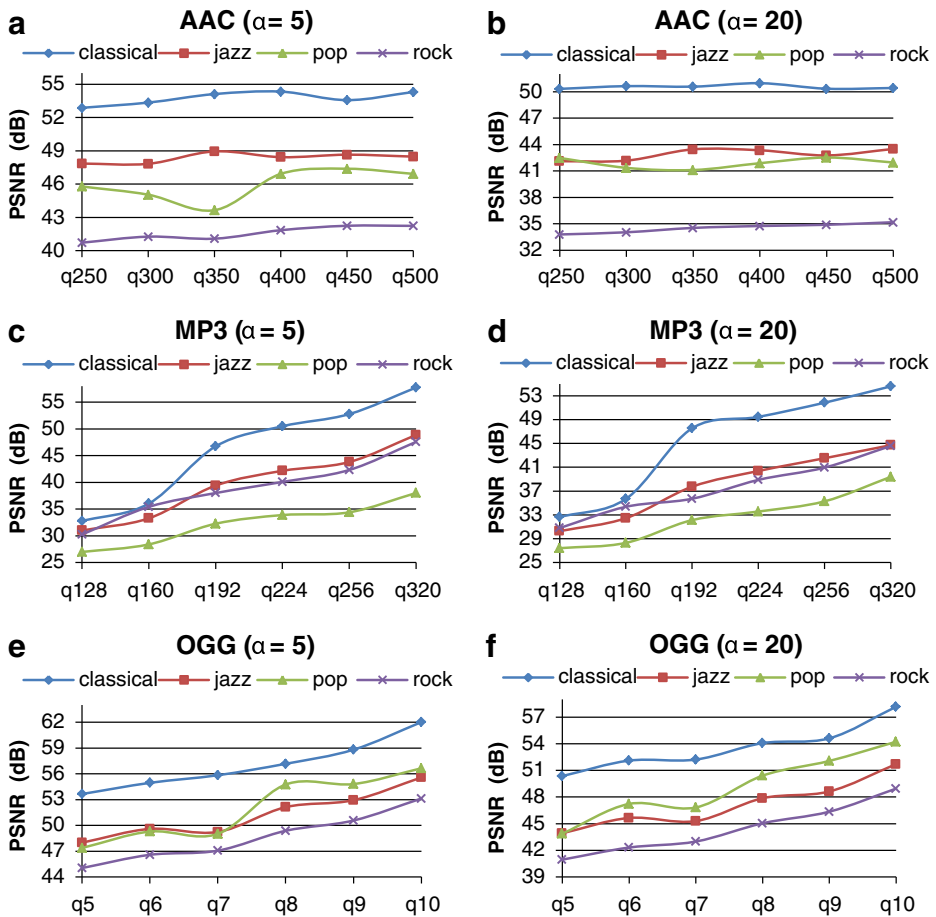 a AAC (α = 5)
classical jazz pop rock
PSNR (dB)
55
52
49
46
43
40
q250 q300 q350 q400 q450 q500
b AAC (α = 20)
classical jazz pop rock
PSNR (dB)
50
47
44
41
38
35
32
q250 q300 q350 q400 q450 q500
c MP3 (α = 5)
classical jazz pop rock
PSNR (dB)
55
50
45
40
35
30
25
q128 q160 q192 q224 q256 q320
d MP3 (α = 20)
classical jazz pop rock
PSNR (dB)
53
49
45
41
37
33
29
25
q128 q160 q192 q224 q256 q320
e OGG (α = 5)
classical jazz pop rock
PSNR (dB)
62
59
56
53
50
47
44
q5 q6 q7 q8 q9 q10
f OGG (α = 20)
classical jazz pop rock
PSNR (dB)
57
54
51
48
45
42
39
q5 q6 q7 q8 q9 q10